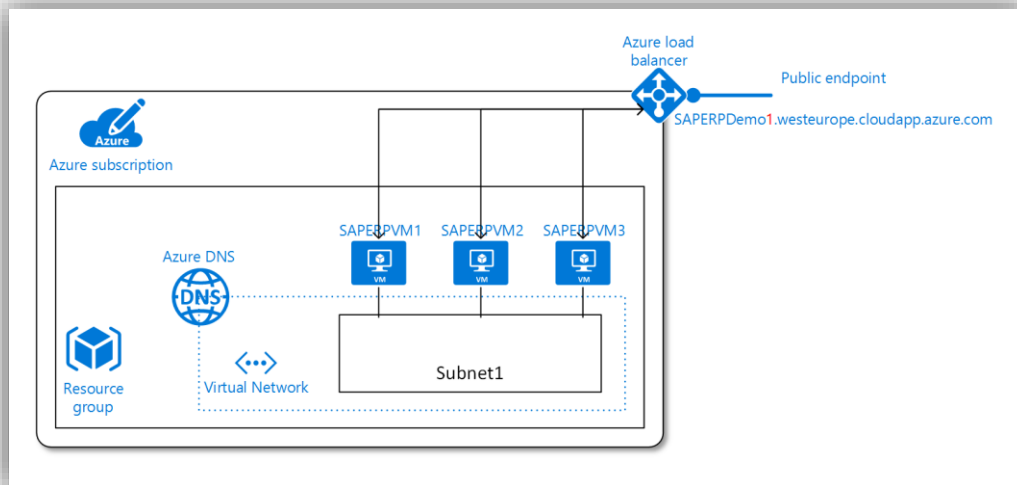 Azure load
balancer
Public endpoint
SAPERPDemo1.westeurope.cloudapp.azure.com
Azure
Azure subscription
SAPERPVM1 SAPERPVM2 SAPERPVM3
VM VM VM
Azure DNS
DNS
Subnet1
Virtual Network
Resource
group